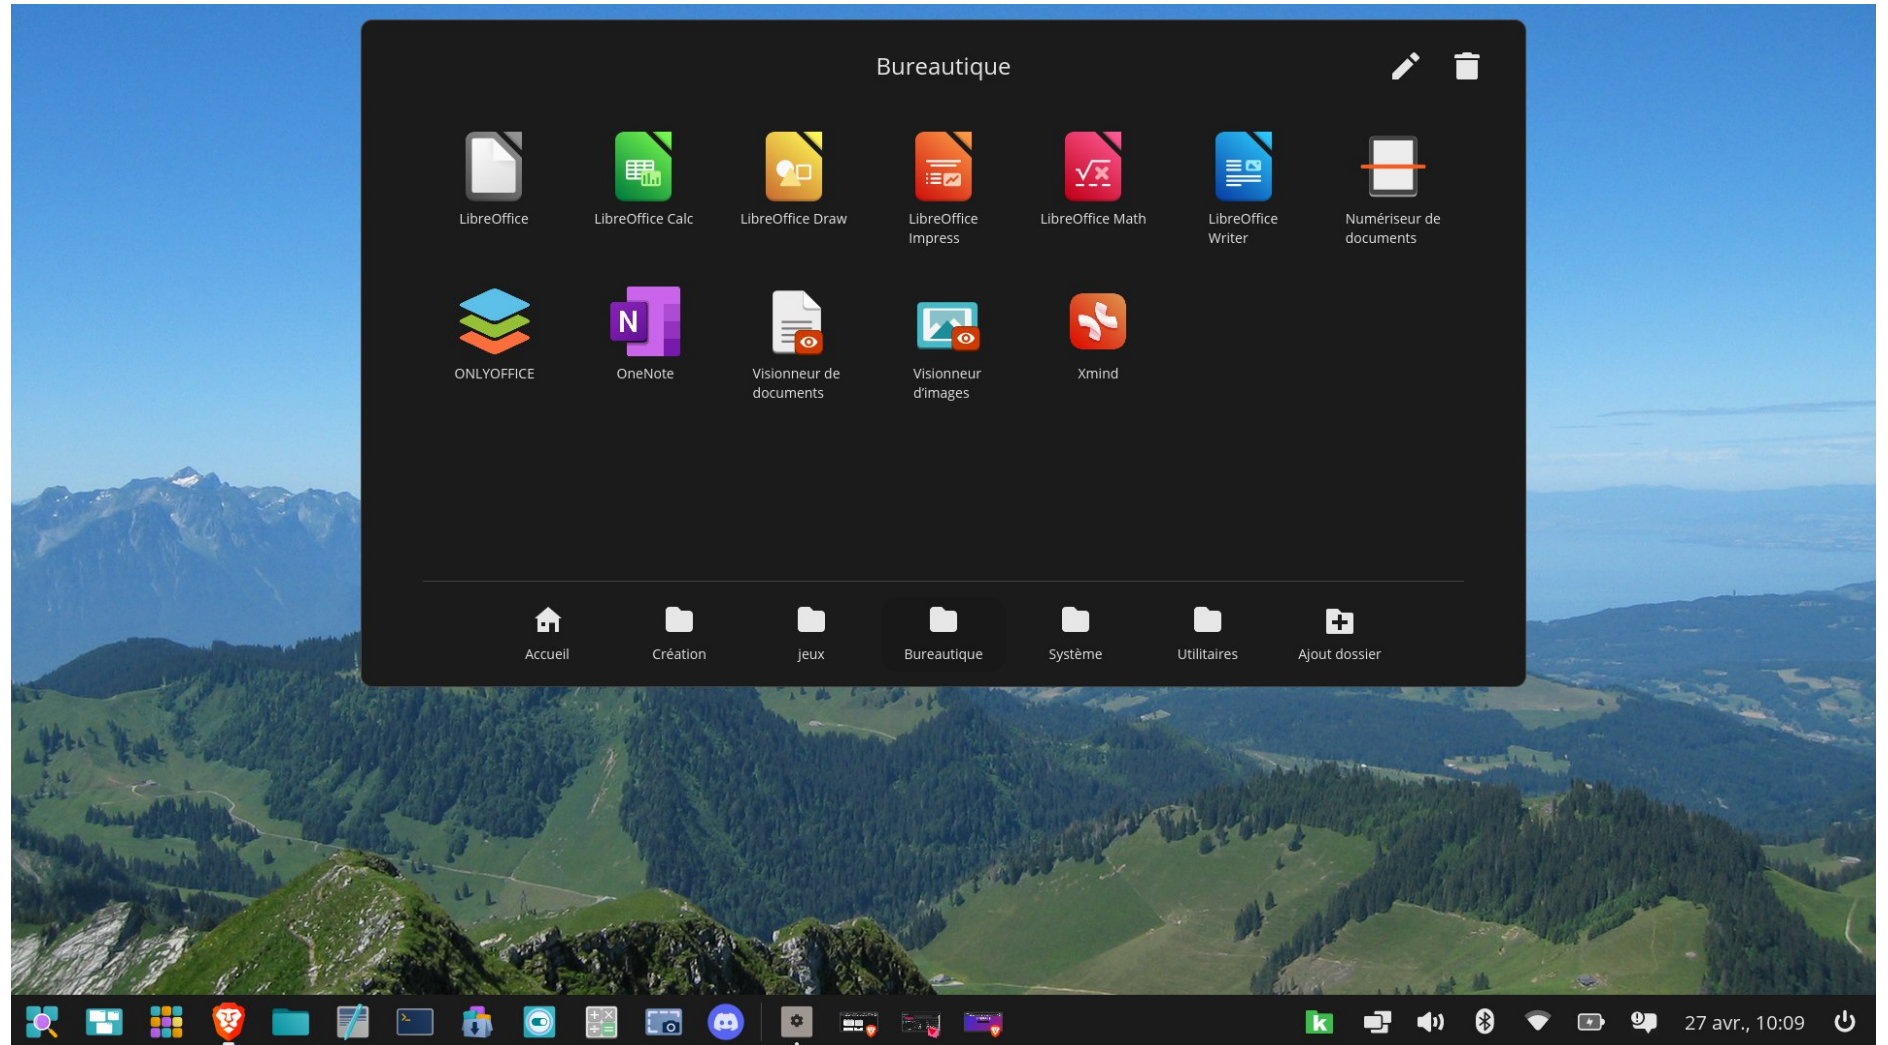 Bureautique
LibreOffice
LibreOffice Calc
LibreOffice Draw
LibreOffice
Impress
LibreOffice Math
LibreOffice
Writer
Numériseur de
documents
ONLYOFFICE
N
OneNote
Visionneur de
documents
Visionneur
d'images
Xmind
Accueil
Création
jeux
Bureautique
Système
Utilitaires
Ajout dossier
k
27 avr., 10:09